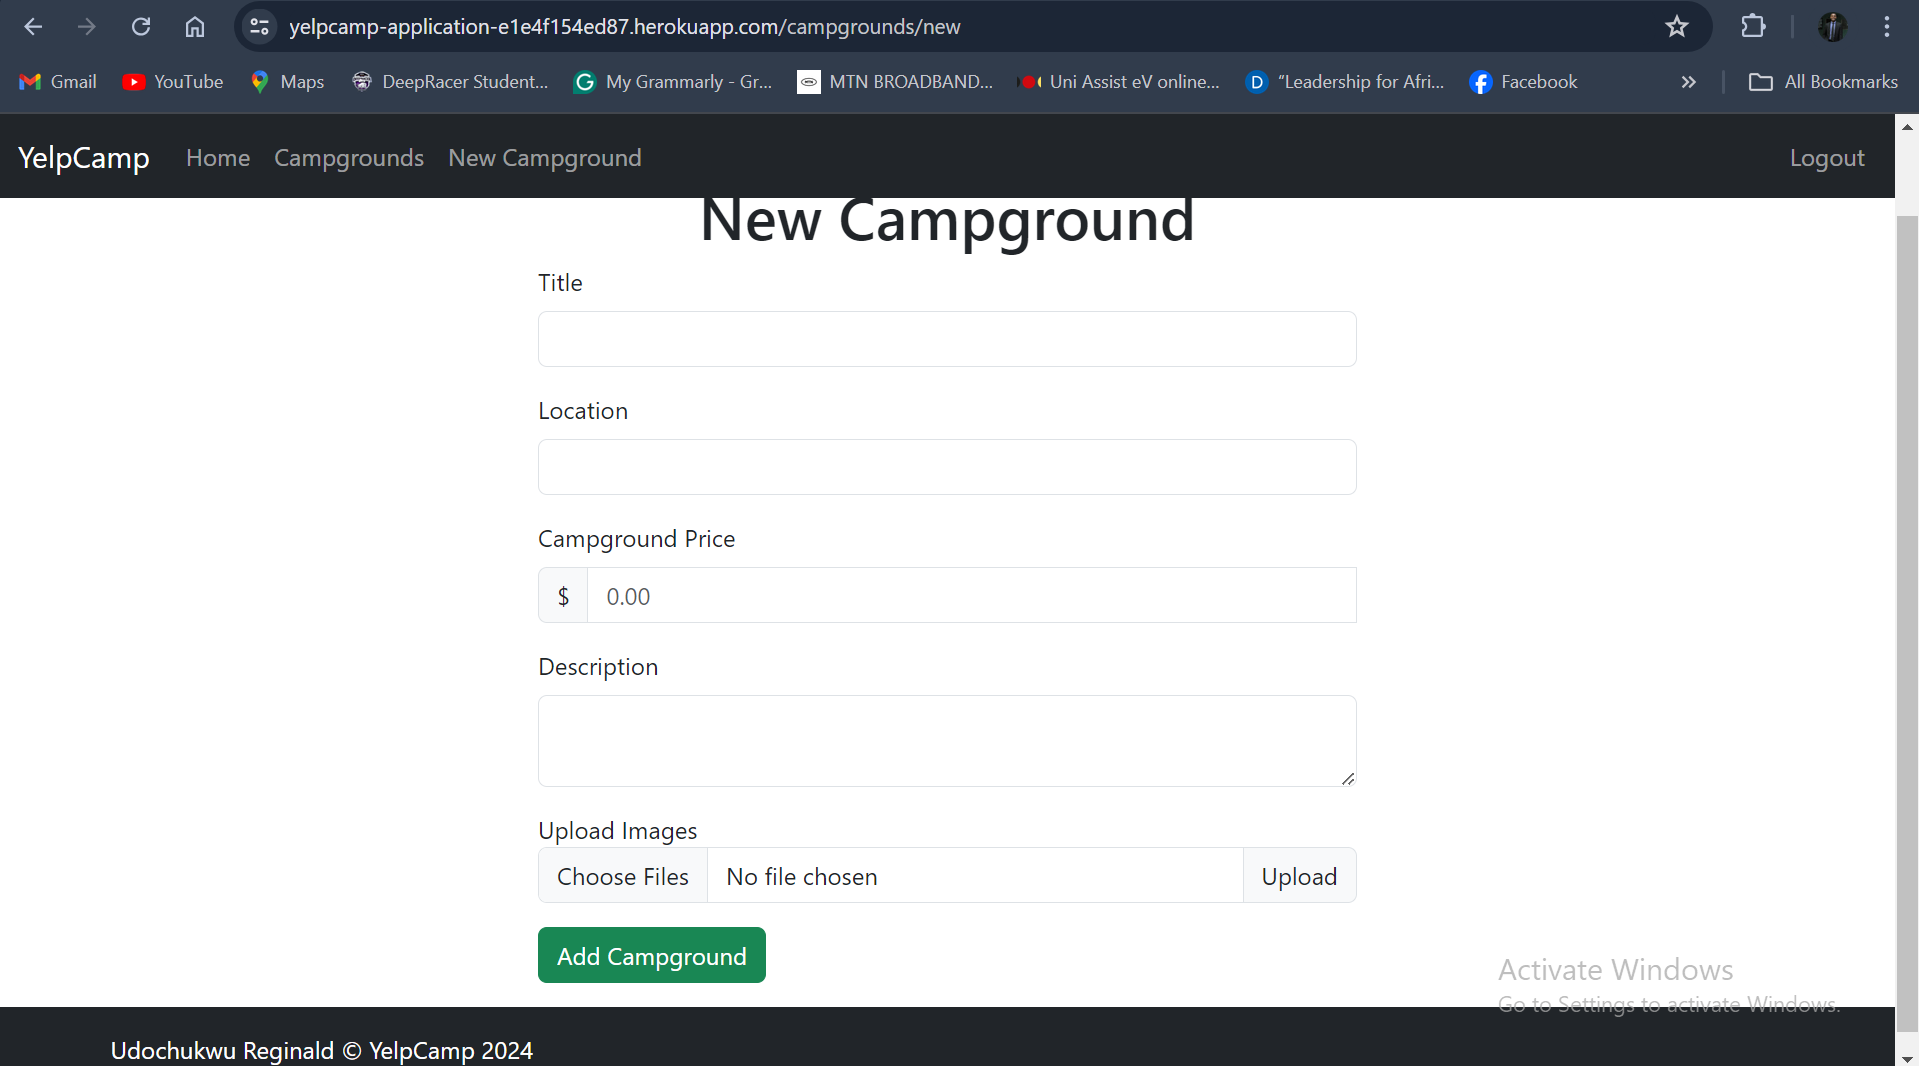 yelpcamp-application-e1e4f154ed87.herokuapp.com/campgrounds/new
Gmail YouTube Maps DeepRacer Student... My Grammarly - Gr... MTN BROADBAND... Uni Assist eV online... “Leadership for Afri... Facebook » All Bookmarks
YelpCamp Home Campgrounds New Campground Logout
New Campground
Title
Location
Campground Price
$ 0.00
Description
Upload Images
Choose Files No file chosen Upload
Add Campground
Activate Windows
Go to Settings to activate Windows.
Udochukwu Reginald © YelpCamp 2024